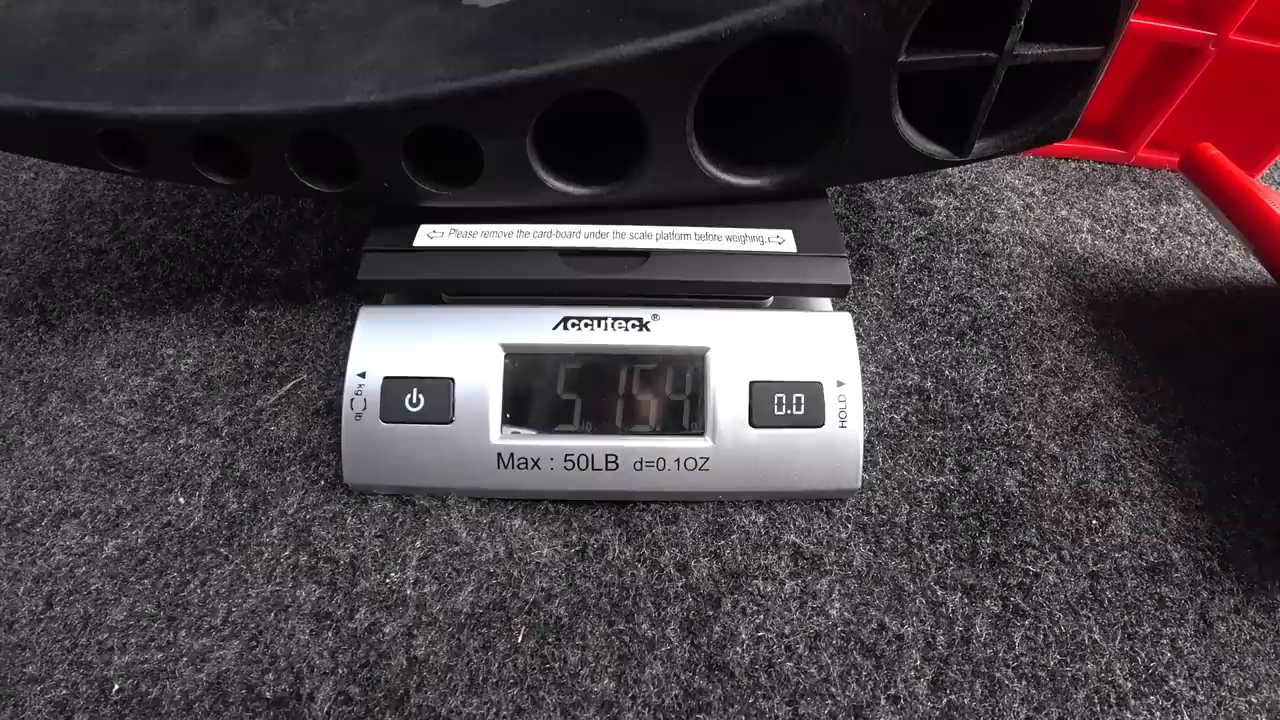 Please remove the card-board under the scale platform before weighing.
Accuteck®
kg lb
5 lb 15.4
0.0
HOLD
Max : 50LB d=0.1OZ